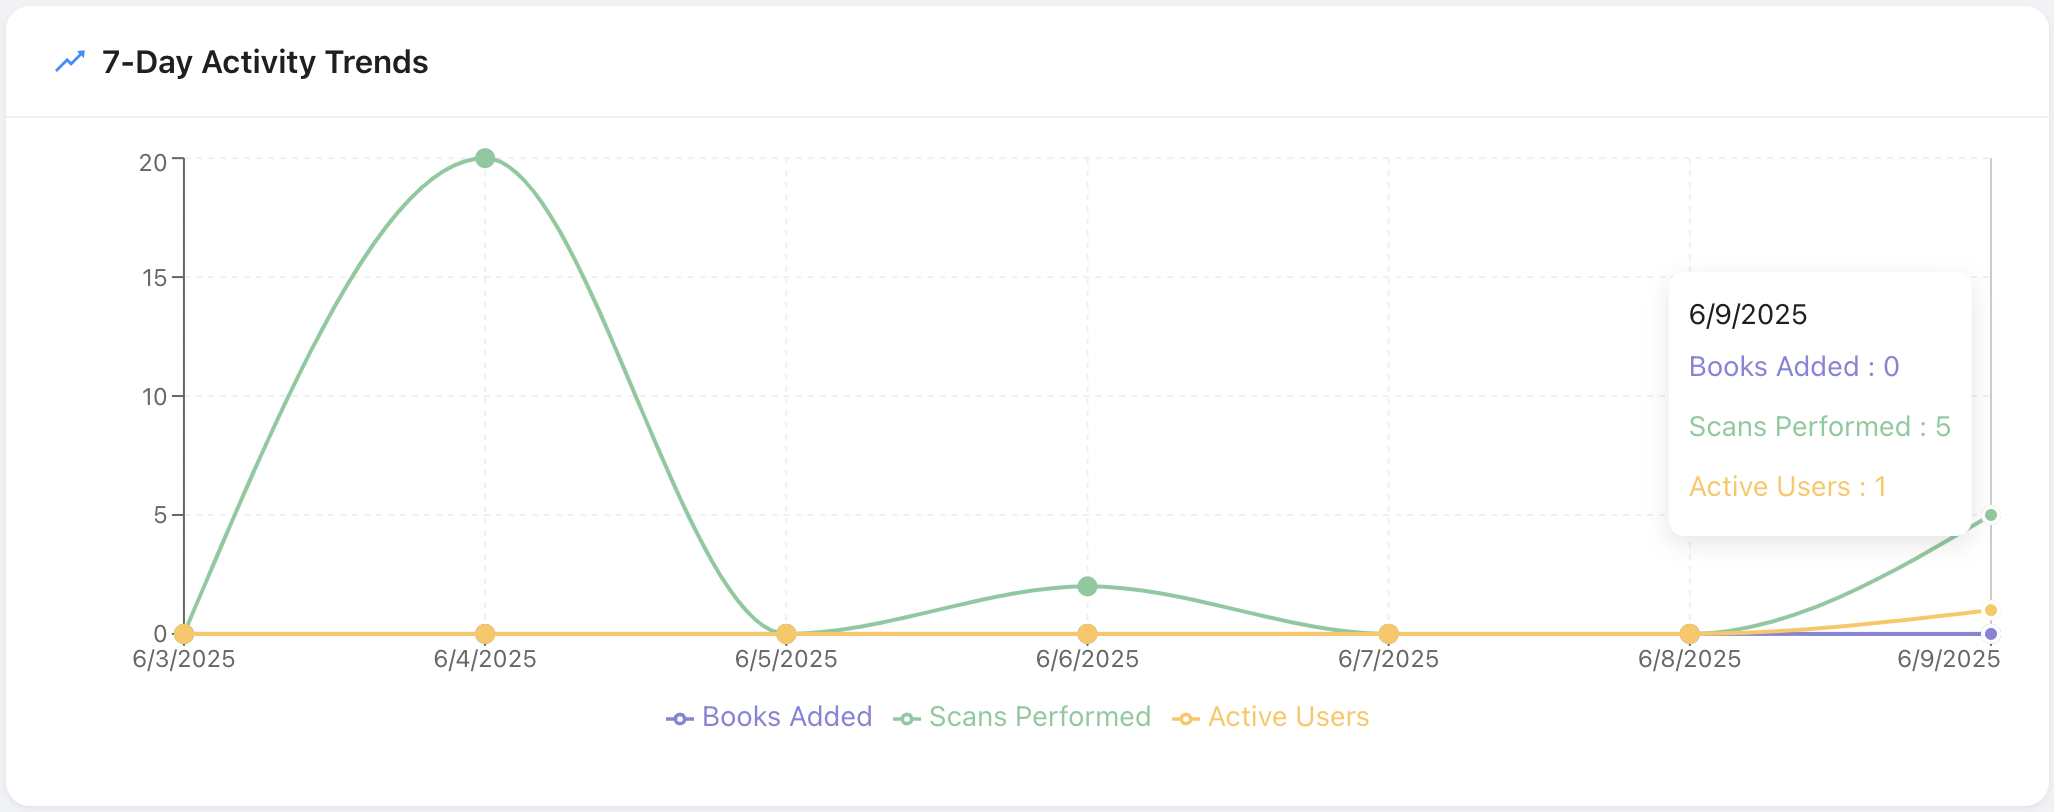 7-Day Activity Trends
20
15
10
5
0
6/3/2025
6/4/2025
6/5/2025
6/6/2025
6/7/2025
6/8/2025
6/9/2025
6/9/2025
Books Added : 0
Scans Performed : 5
Active Users : 1
Books Added
Scans Performed
Active Users